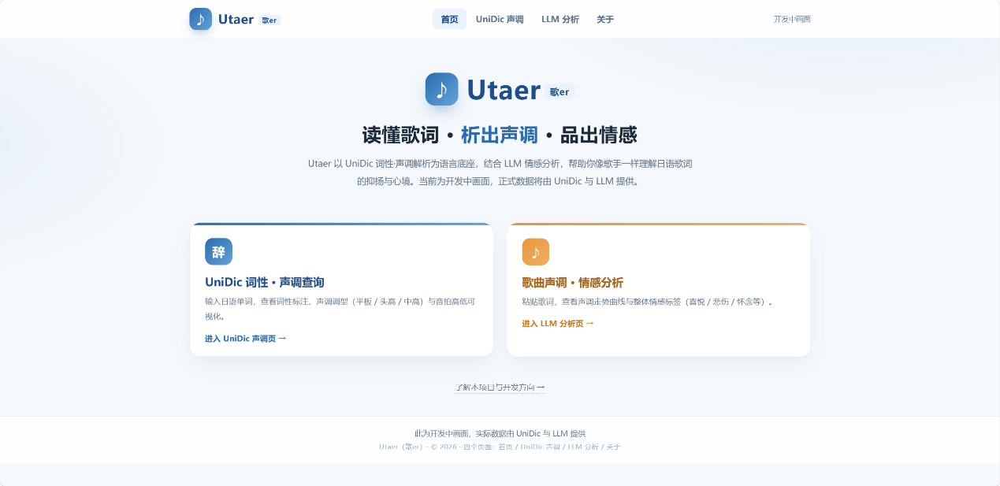 ♪ Utaer 歌er 首页 UniDic 声调 LLM 分析 关于 开发中画面
♪ Utaer 歌er
读懂歌词 · 析出声调 · 品出情感
Utaer 以 UniDic 词性·声调解析为语言底座，结合 LLM 情感分析，帮助你像歌手一样理解日语歌词
的抑扬与心境。当前为开发中画面，正式数据将由 UniDic 与 LLM 提供。
辞
UniDic 词性 · 声调查询
输入日语单词，查看词性标注、声调调型（平板 / 头高 / 中高）与音拍高低可
视化。
进入 UniDic 声调页 →
♪
歌曲声调 · 情感分析
粘贴歌词，查看声调走势曲线与整体情感标签（喜悦 / 悲伤 / 怀念等）。
进入 LLM 分析页 →
了解本项目与开发方向 →
此为开发中画面，实际数据由 UniDic 与 LLM 提供
Utaer（歌er）· © 2026 · 四个页面：首页 / UniDic 声调 / LLM 分析 / 关于